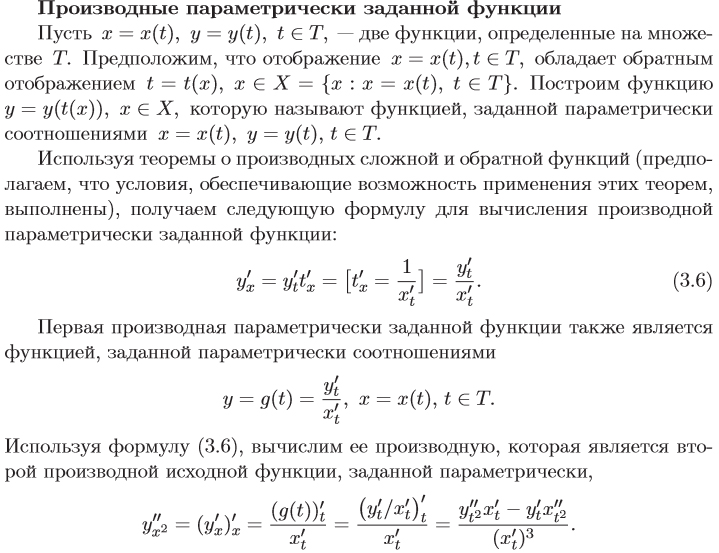 Производные параметрически заданной функции
Пусть x = x(t), y = y(t), t ∈ T, — две функции, определенные на множе-
стве T. Предположим, что отображение x = x(t), t ∈ T, обладает обратным
отображением t = t(x), x ∈ X = {x : x = x(t), t ∈ T}. Построим функцию
y = y(t(x)), x ∈ X, которую называют функцией, заданной параметрически
соотношениями x = x(t), y = y(t), t ∈ T.
Используя теоремы о производных сложной и обратной функций (предпо-
лагаем, что условия, обеспечивающие возможность применения этих теорем,
выполнены), получаем следующую формулу для вычисления производной
параметрически заданной функции:
y′_x = y′_t t′_x = [t′_x = 1/x′_t] = y′_t/x′_t. (3.6)
Первая производная параметрически заданной функции также является
функцией, заданной параметрически соотношениями
y = g(t) = y′_t/x′_t, x = x(t), t ∈ T.
Используя формулу (3.6), вычислим ее производную, которая является вто-
рой производной исходной функции, заданной параметрически,
y″_{x²} = (y′_x)′_x = (g(t))′_t/x′_t = (y′_t/x′_t)′_t/x′_t = (y″_{t²}x′_t − y′_t x″_{t²})/(x′_t)³.